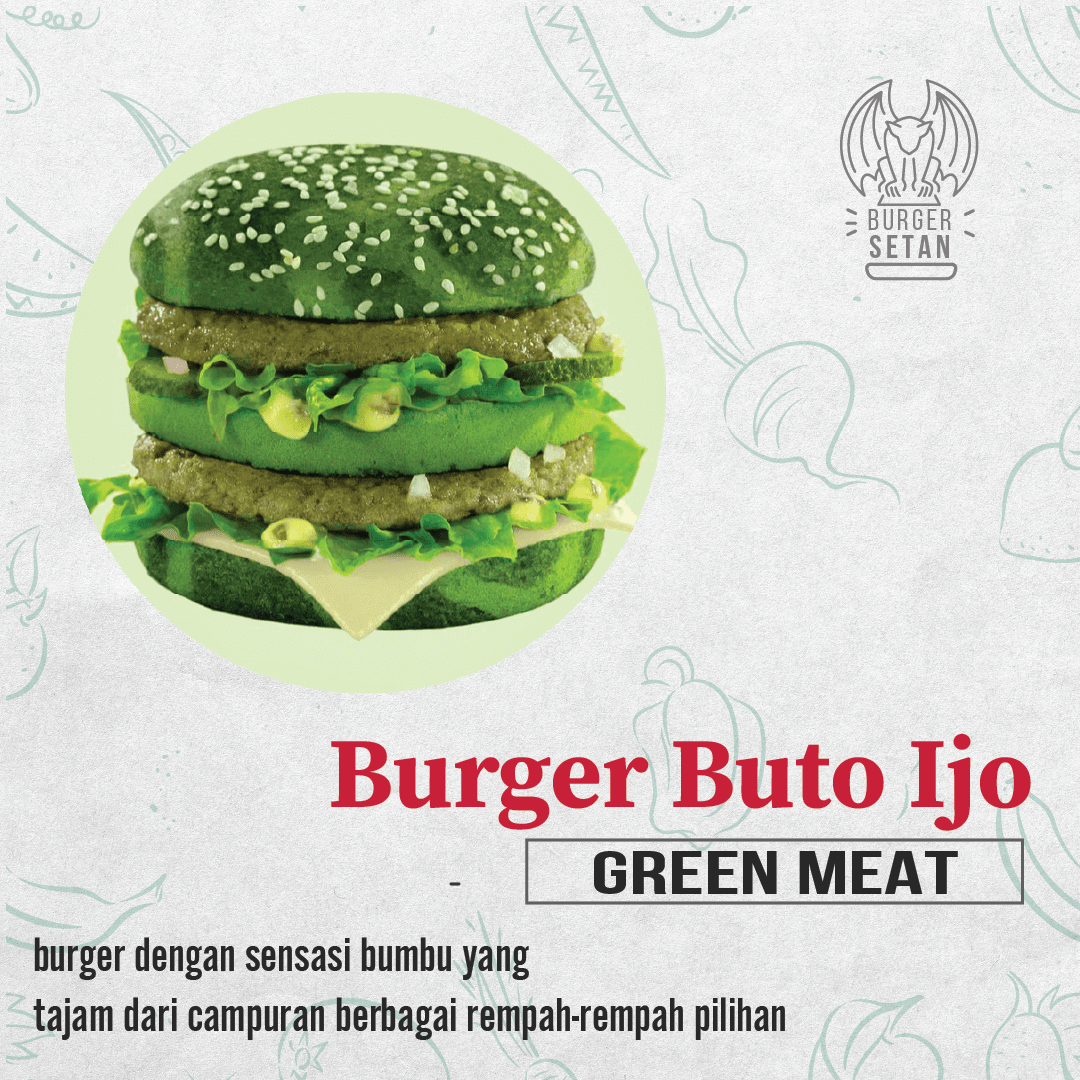 BURGER
SETAN
Burger Buto Ijo
GREEN MEAT
-
burger dengan sensasi bumbu yang
tajam dari campuran berbagai rempah-rempah pilihan